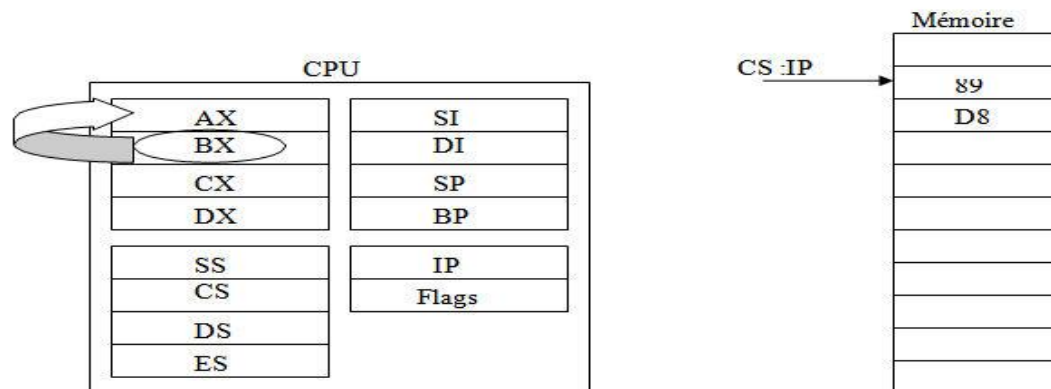 Mémoire
CPU
CS :IP
89
D8
AX
BX
CX
DX
SI
DI
SP
BP
SS
CS
DS
ES
IP
Flags